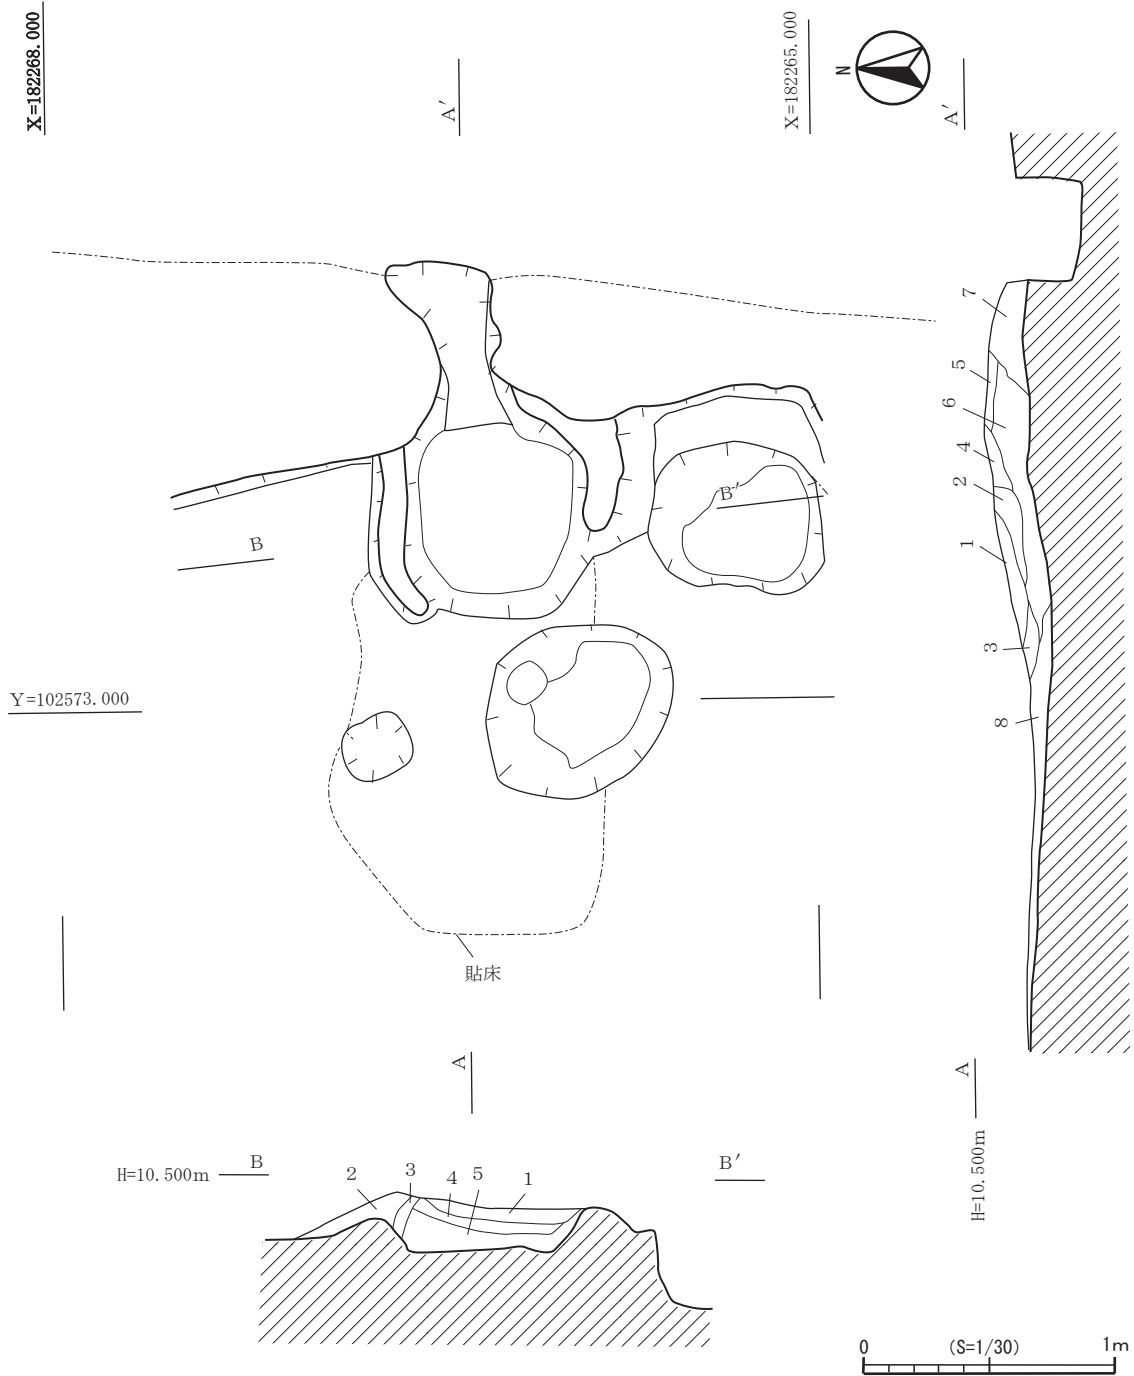 X=182268.000
A′
X=182265.000
N
A′
7
5
6
4
2
1
3
8
B
B′
Y=102573.000
貼床
A
A
H=10.500m
H=10.500m
B
2
3
4
5
1
B′
0
(S=1/30)
1m